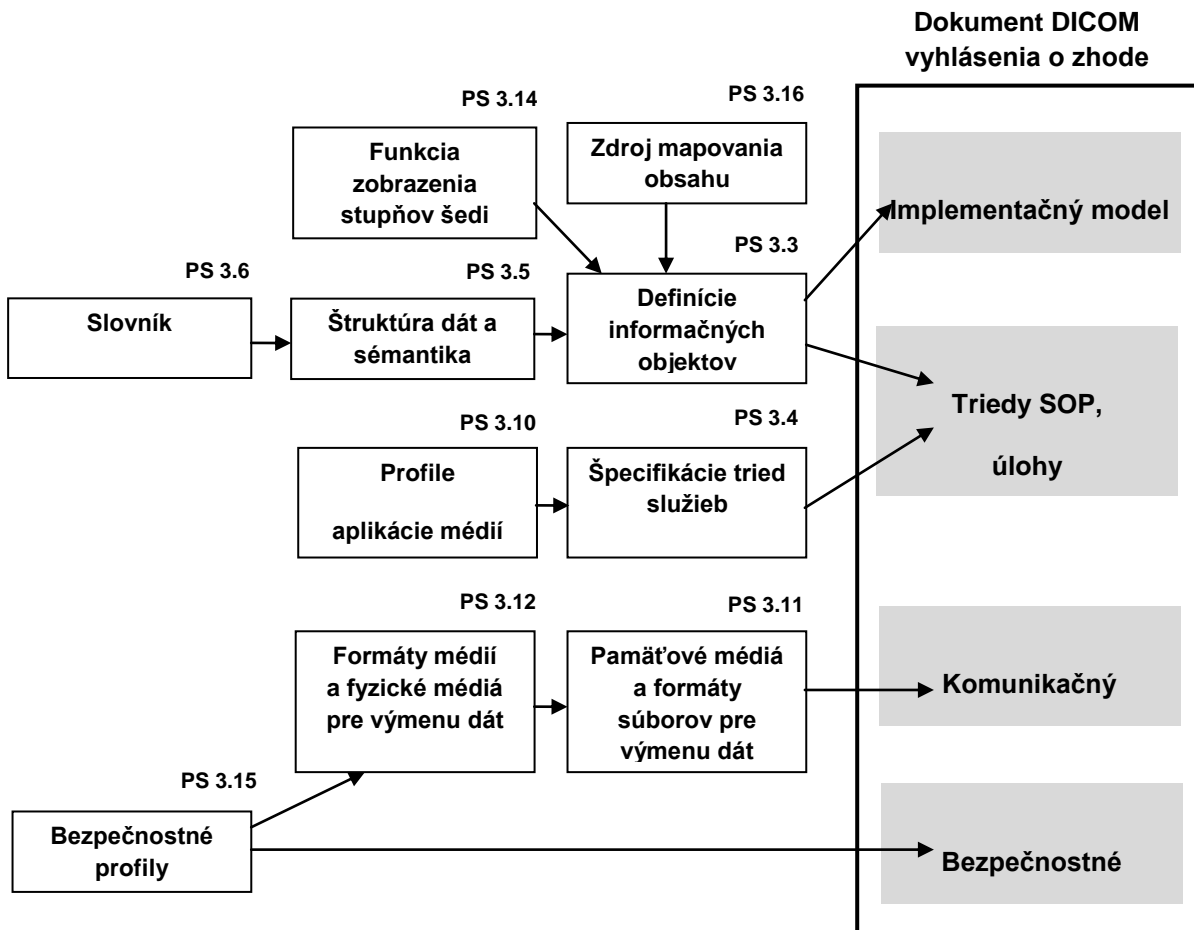 Dokument DICOM
vyhlásenia o zhode
PS 3.14
PS 3.16
Funkcia
zobrazenia
stupňov šedi
Zdroj mapovania
obsahu
Implementačný model
PS 3.6
PS 3.5
PS 3.3
Slovník
Štruktúra dát a
sémantika
Definície
informačných
objektov
Triedy SOP,
úlohy
PS 3.10
PS 3.4
Profile
aplikácie médií
Špecifikácie tried
služieb
PS 3.12
PS 3.11
Formáty médií
a fyzické médiá
pre výmenu dát
Pamäťové médiá
a formáty
súborov pre
výmenu dát
Komunikačný
PS 3.15
Bezpečnostné
profily
Bezpečnostné